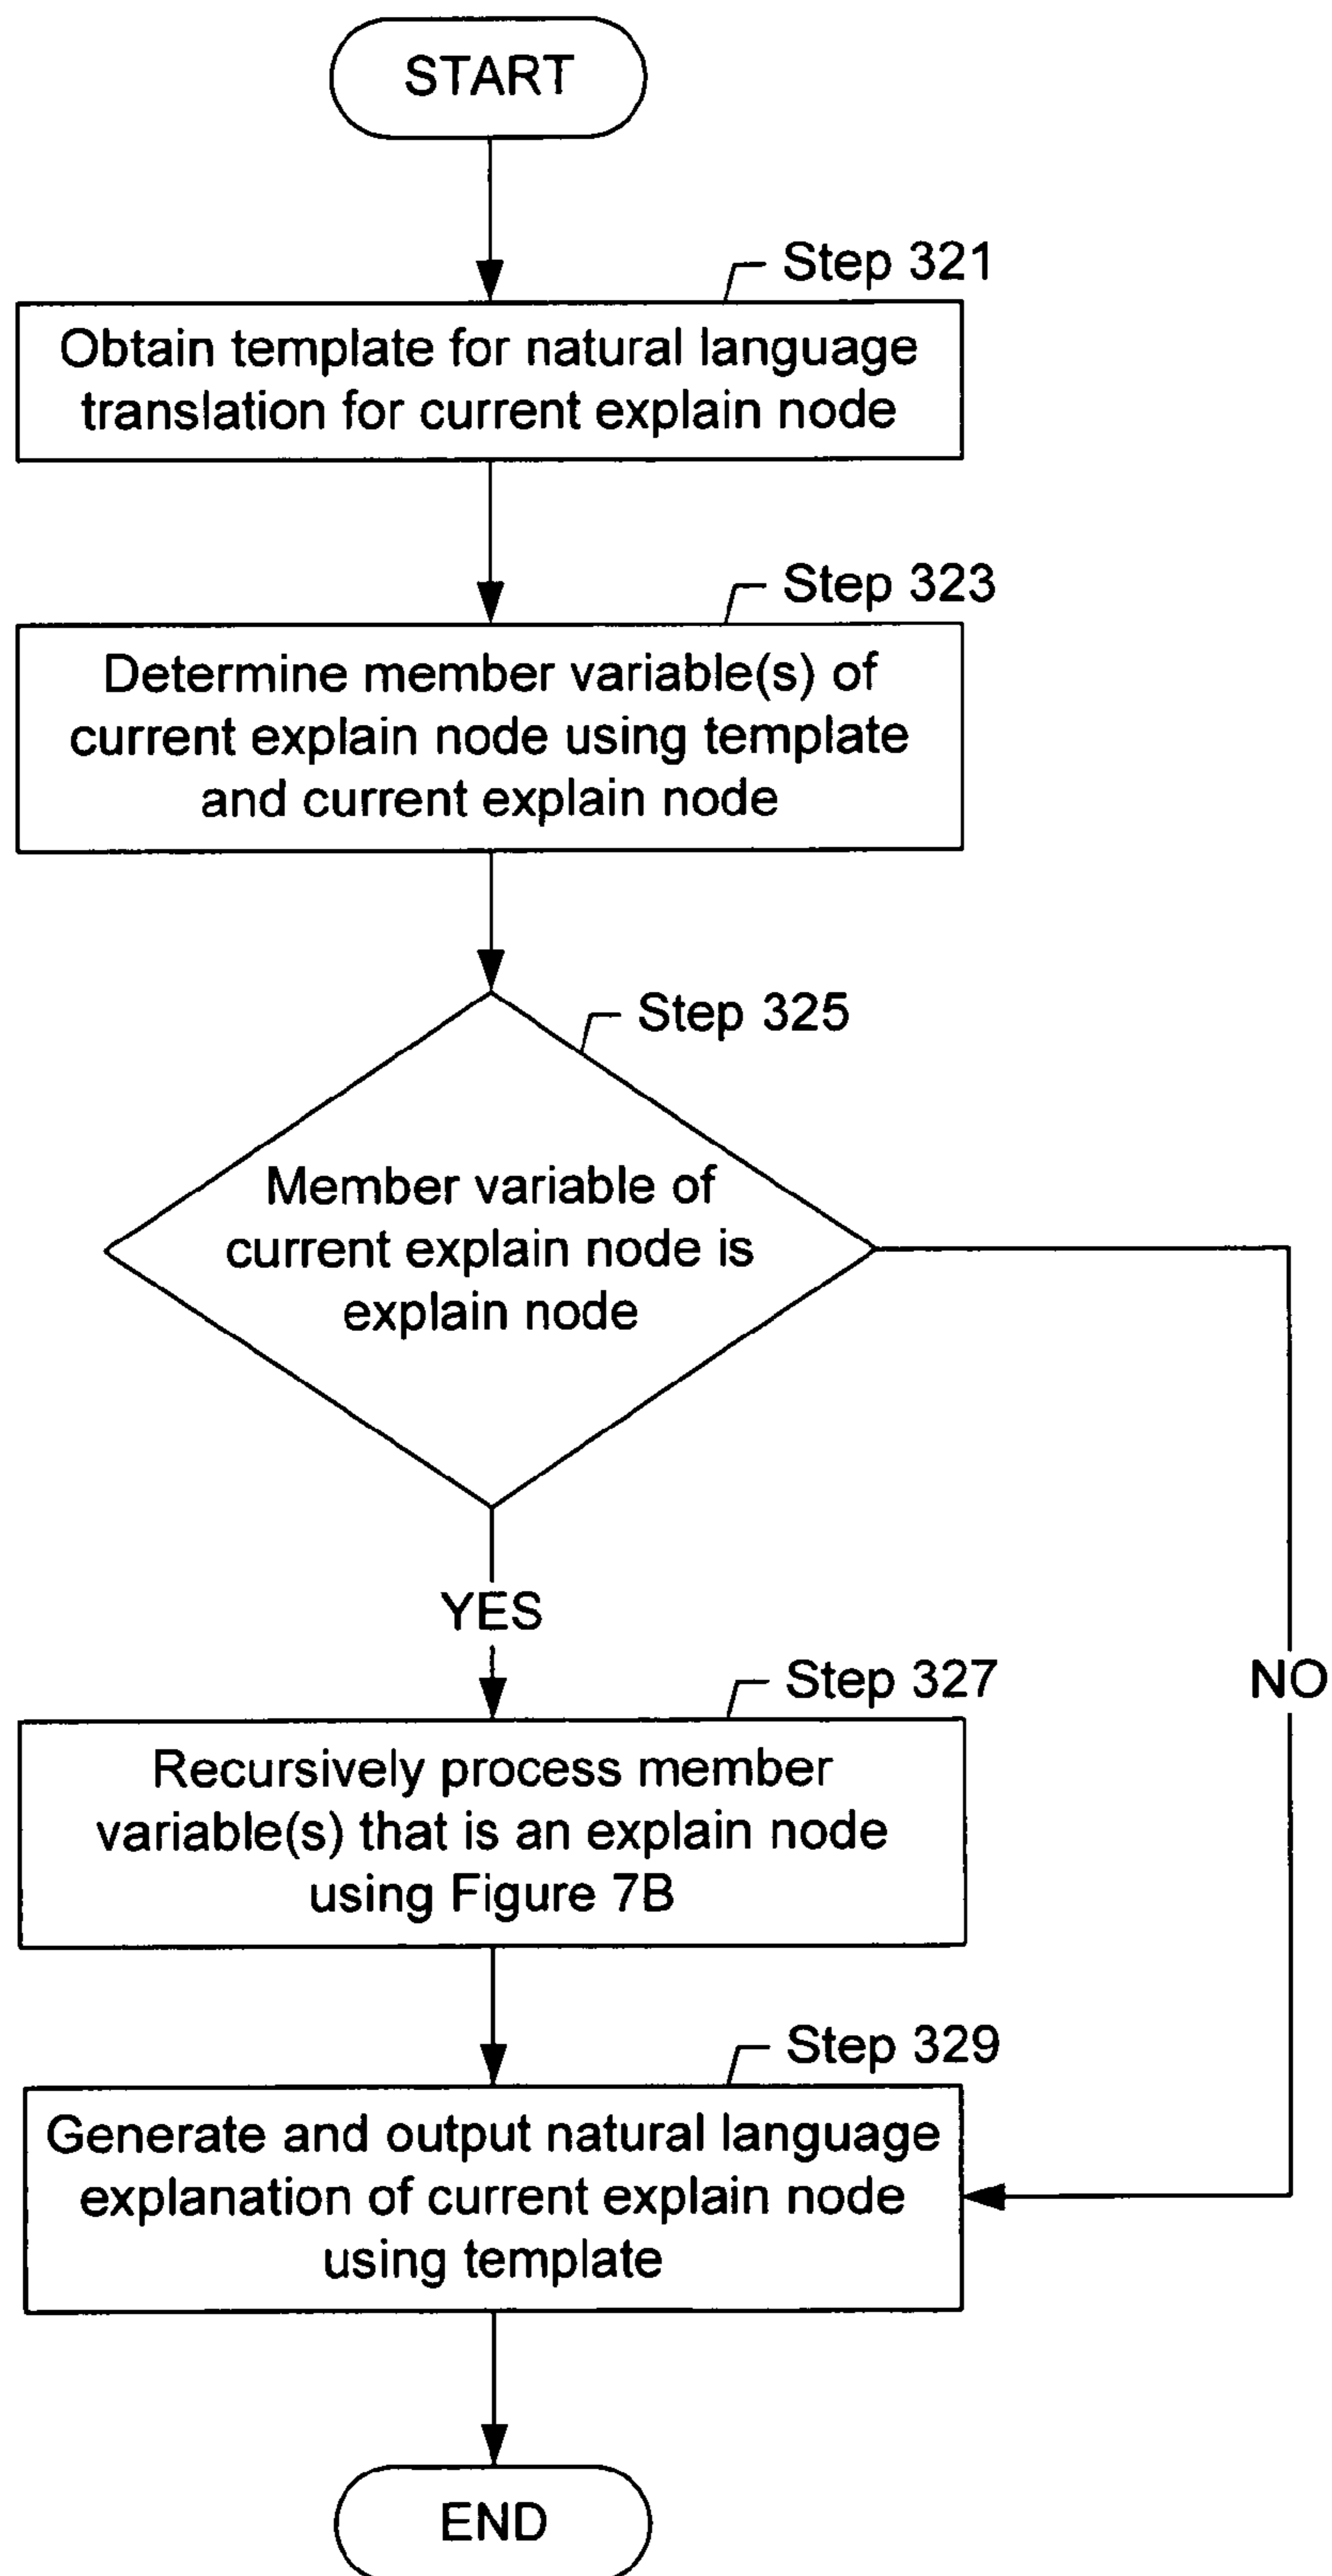 START
Step 321
Obtain template for natural language
translation for current explain node
Step 323
Determine member variable(s) of
current explain node using template
and current explain node
Step 325
Member variable of
current explain node is
explain node
YES
NO
Step 327
Recursively process member
variable(s) that is an explain node
using Figure 7B
Step 329
Generate and output natural language
explanation of current explain node
using template
END